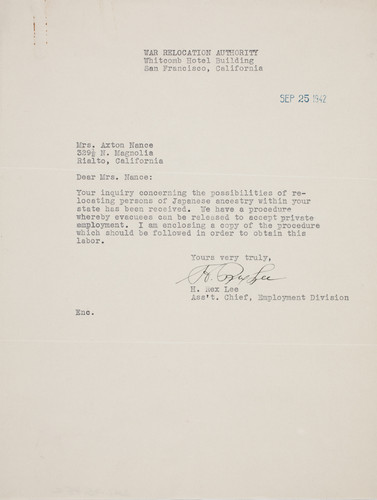 WAR RELOCATION AUTHORITY
Whitcomb Hotel Building
San Francisco, California
SEP 25 1942
Mrs. Axton Nance
389½ N. Magnolia
Rialto, California
Dear Mrs. Nance:
Your inquiry concerning the possibilities of re-
locating persons of Japanese ancestry within your
state has been received. We have a procedure
whereby evacuees can be released to accept private
employment. I am enclosing a copy of the procedure
which should be followed in order to obtain this
labor.
Yours very truly,
H. Rex Lee
H. Rex Lee
Ass't. Chief, Employment Division
Enc.